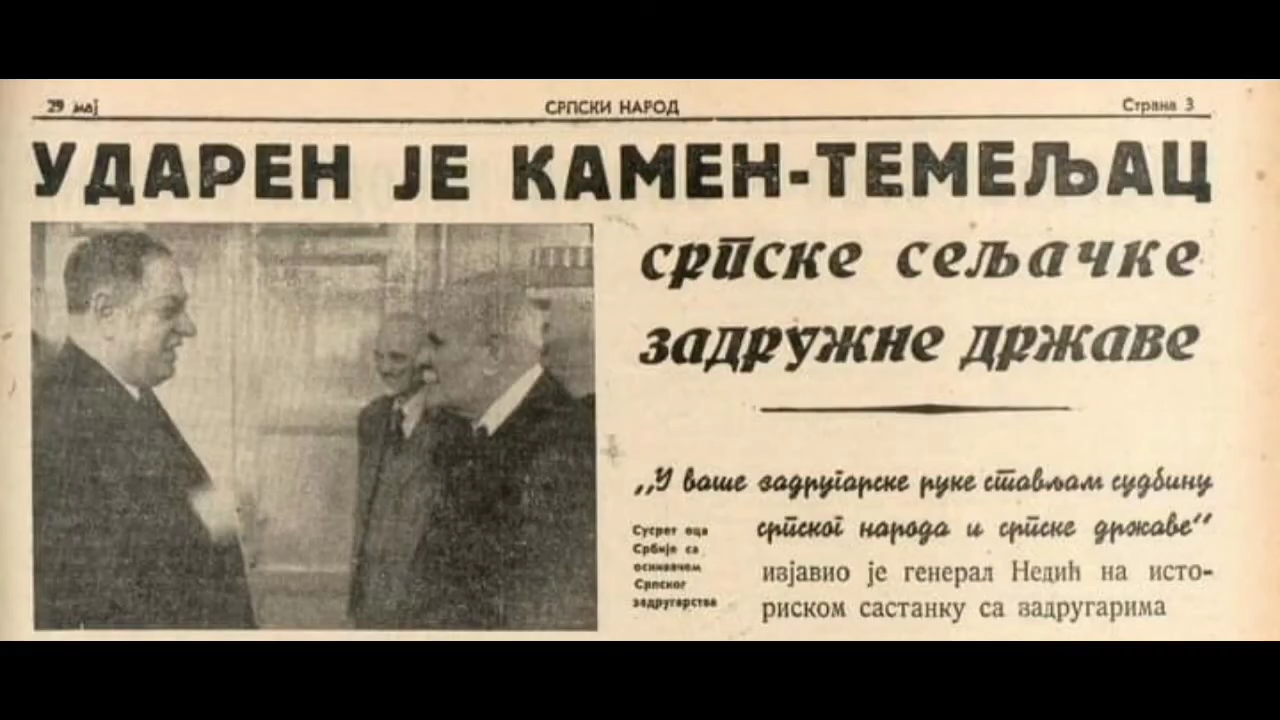 29 мај
СРПСКИ НАРОД
Страна 3
УДАРЕН ЈЕ КАМЕН-ТЕМЕЉАЦ
српске сељачке
задружне државе
„У ваше задругарске руке стављам судбину
српског народа и српске државе“
изјавио је генерал Недић на исто-
риском састанку са задругарима
Сусрет оца
Србије са
оснивачем
Српског
задругарства